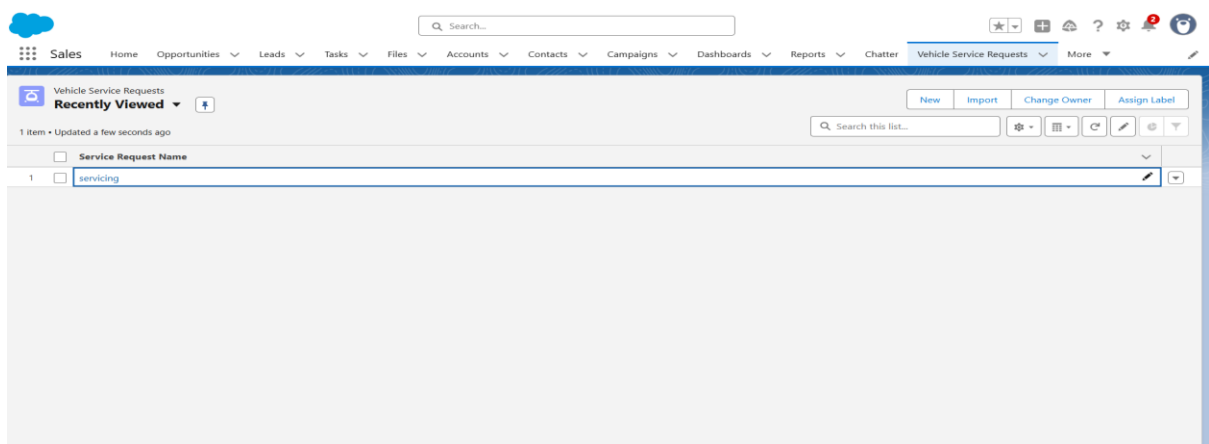 Search...
2
Sales Home Opportunities Leads Tasks Files Accounts Contacts Campaigns Dashboards Reports Chatter Vehicle Service Requests More
Vehicle Service Requests
Recently Viewed
New Import Change Owner Assign Label
1 item • Updated a few seconds ago
Search this list...
Service Request Name
1 servicing